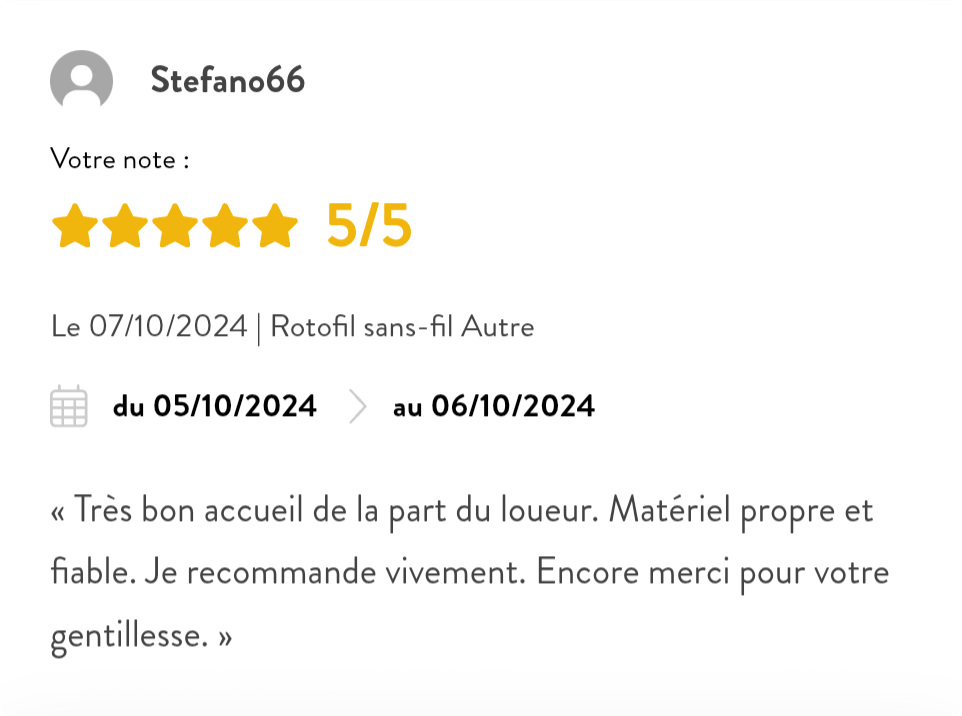 Stefano66
Votre note :
5/5
Le 07/10/2024 | Rotofil sans-fil Autre
du 05/10/2024 au 06/10/2024
« Très bon accueil de la part du loueur. Matériel propre et
fiable. Je recommande vivement. Encore merci pour votre
gentillesse. »